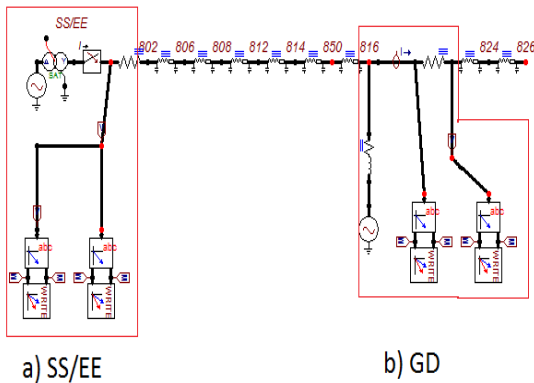 SS/EE
I
802 806 808 812 814 850 816 I 824 826
Δ Y
SAT
abc abc
WRITE WRITE
abc abc
WRITE WRITE
a) SS/EE b) GD